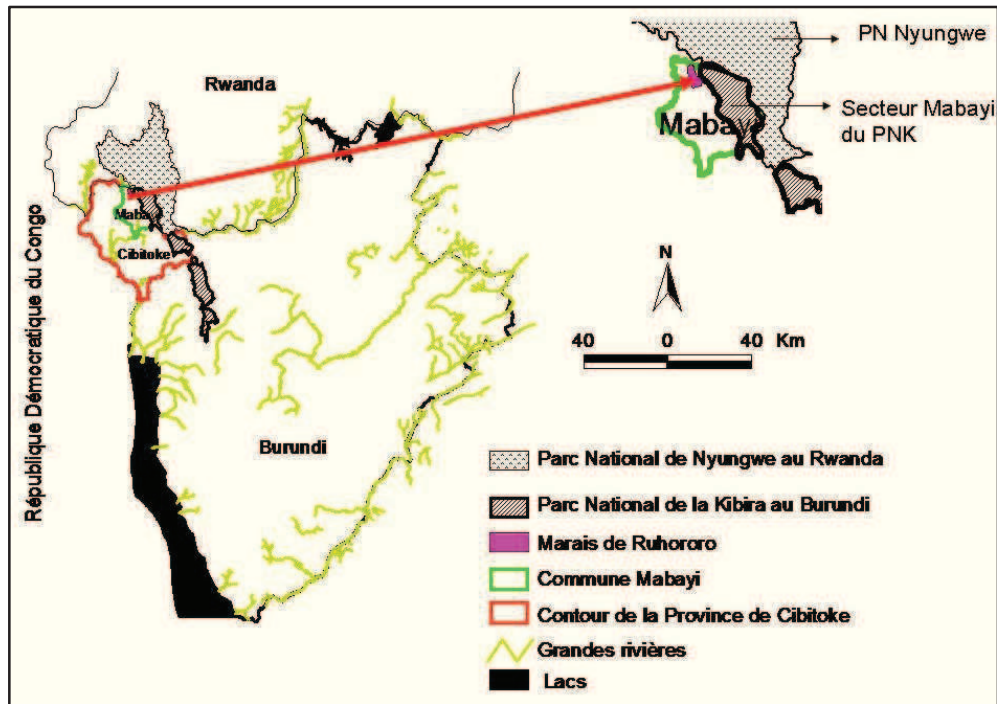 PN Nyungwe
Rwanda
Secteur Mabayi
du PNK
Mabay
Maba
Cibitoke
République Démocratique du Congo
N
40 0 40 Km
Burundi
Parc National de Nyungwe au Rwanda
Parc National de la Kibira au Burundi
Marais de Ruhororo
Commune Mabayi
Contour de la Province de Cibitoke
Grandes rivières
Lacs